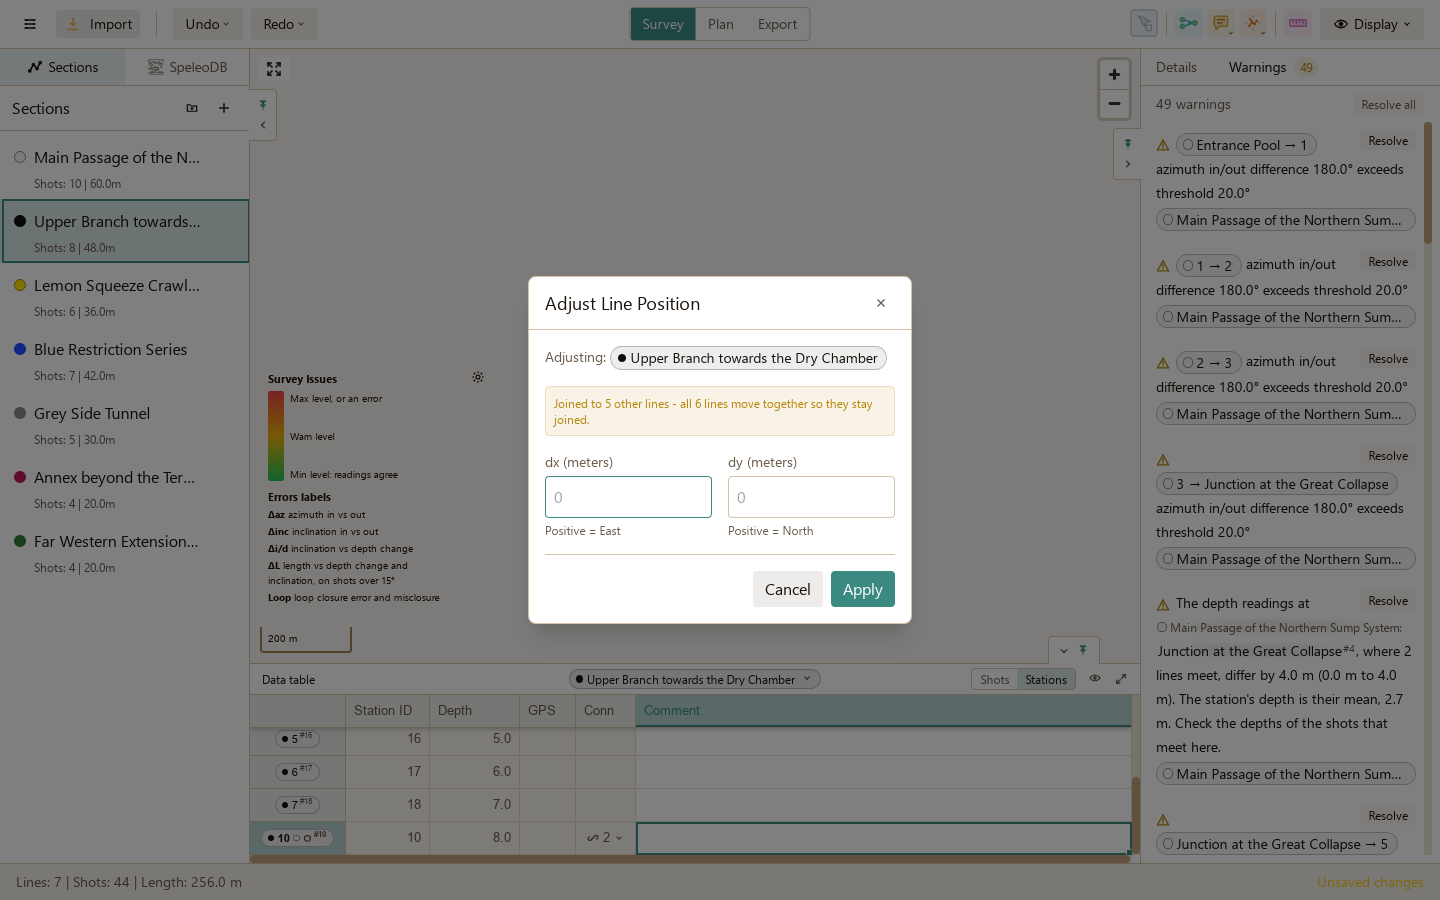 Import
Undo
Redo
Survey
Plan
Export
Display
Sections
SpeleoDB
Details
Warnings 49
Sections
49 warnings
Resolve all
Main Passage of the N...
Shots: 10 | 60.0m
Upper Branch towards...
Shots: 8 | 48.0m
Lemon Squeeze Crawl...
Shots: 6 | 36.0m
Blue Restriction Series
Shots: 7 | 42.0m
Grey Side Tunnel
Shots: 5 | 30.0m
Annex beyond the Ter...
Shots: 4 | 20.0m
Far Western Extension...
Shots: 4 | 20.0m
Survey Issues
Max level, or an error
Warn level
Min level: readings agree
Errors labels
Δaz azimuth in vs out
Δinc inclination in vs out
Δi/d inclination vs depth change
ΔL length vs depth change and
inclination, on shots over 15°
Loop loop closure error and misclosure
200 m
Adjust Line Position
×
Adjusting: Upper Branch towards the Dry Chamber
Joined to 5 other lines - all 6 lines move together so they stay
joined.
dx (meters)
dy (meters)
0
0
Positive = East
Positive = North
Cancel
Apply
Entrance Pool → 1
Resolve
azimuth in/out difference 180.0° exceeds
threshold 20.0°
Main Passage of the Northern Sum...
1 → 2 azimuth in/out
Resolve
difference 180.0° exceeds threshold 20.0°
Main Passage of the Northern Sum...
2 → 3 azimuth in/out
Resolve
difference 180.0° exceeds threshold 20.0°
Main Passage of the Northern Sum...
Resolve
3 → Junction at the Great Collapse
azimuth in/out difference 180.0° exceeds
threshold 20.0°
Main Passage of the Northern Sum...
The depth readings at
Resolve
Main Passage of the Northern Sump System:
Junction at the Great Collapse#4, where 2
lines meet, differ by 4.0 m (0.0 m to 4.0
m). The station's depth is their mean, 2.7
m. Check the depths of the shots that
meet here.
Main Passage of the Northern Sum...
Resolve
Junction at the Great Collapse → 5
Data table
Upper Branch towards the Dry Chamber
Shots
Stations
Station ID
Depth
GPS
Conn
Comment
5 #16
16
5.0
6 #17
17
6.0
7 #18
18
7.0
10 #10
10
8.0
2
Lines: 7 | Shots: 44 | Length: 256.0 m
Unsaved changes